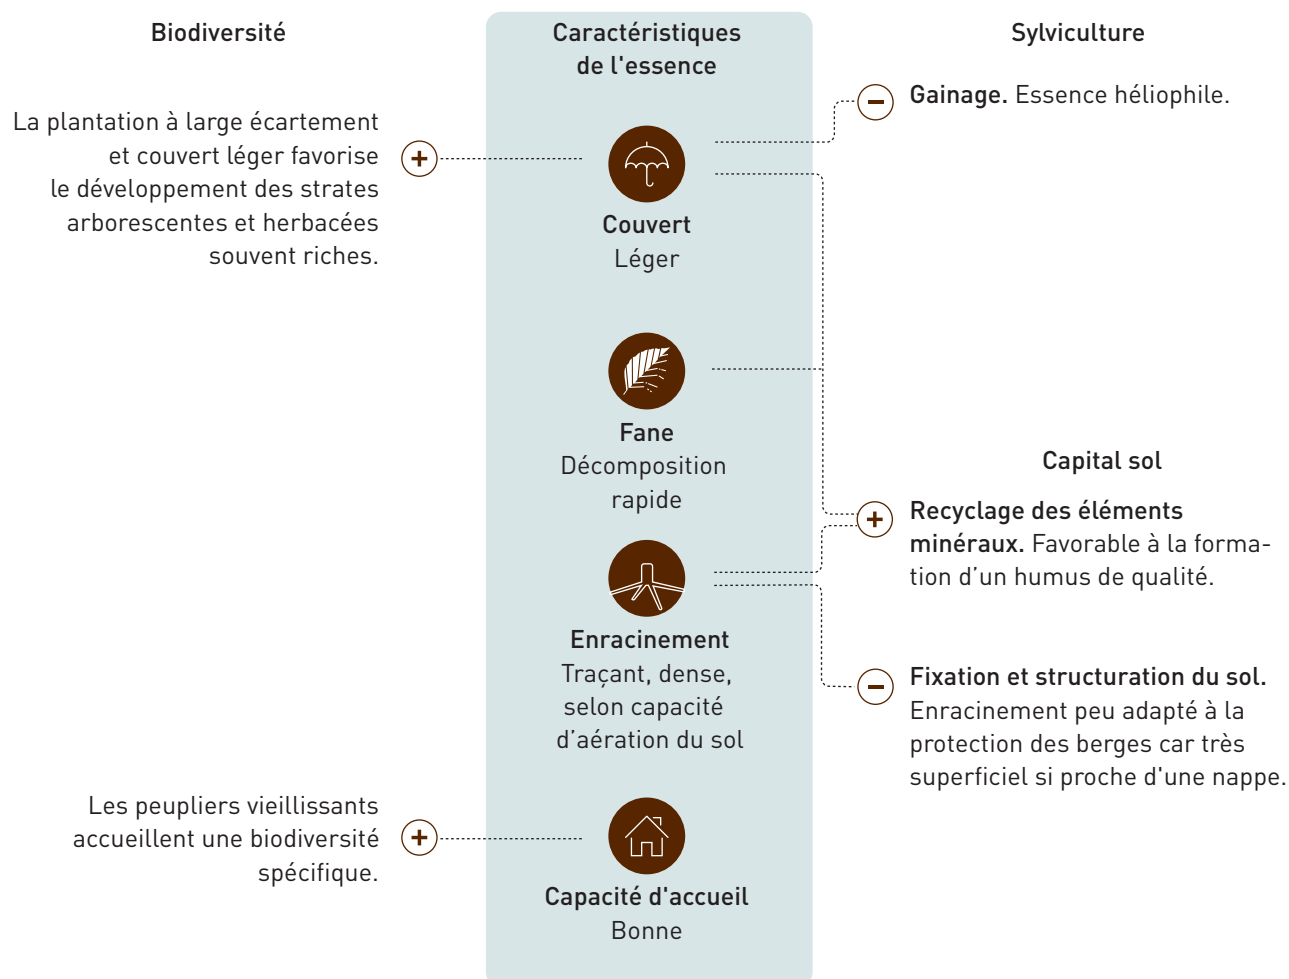 Biodiversité
La plantation à large écartement
et couvert léger favorise
le développement des strates
arborescentes et herbacées
souvent riches.
Les peupliers vieillissants
accueillent une biodiversité
spécifique.
Caractéristiques
de l'essence
Couvert
Léger
Fane
Décomposition
rapide
Enracinement
Traçant, dense,
selon capacité
d’aération du sol
Capacité d'accueil
Bonne
Sylviculture
Gainage. Essence héliophile.
Capital sol
Recyclage des éléments
minéraux. Favorable à la forma-
tion d’un humus de qualité.
Fixation et structuration du sol.
Enracinement peu adapté à la
protection des berges car très
superficiel si proche d'une nappe.